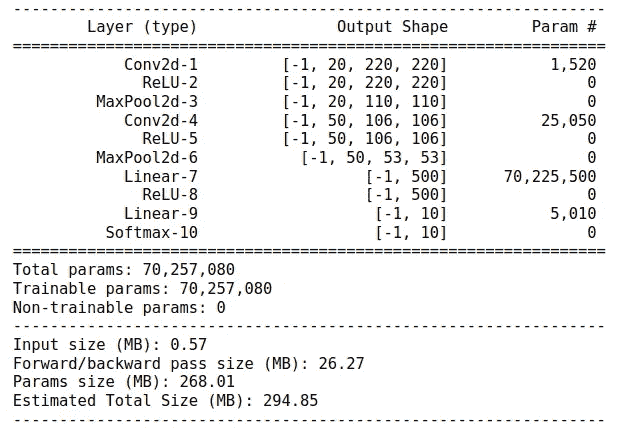 ----------------------------------------------------------------
        Layer (type)               Output Shape         Param #
================================================================
            Conv2d-1         [-1, 20, 220, 220]           1,520
              ReLU-2         [-1, 20, 220, 220]               0
         MaxPool2d-3         [-1, 20, 110, 110]               0
            Conv2d-4         [-1, 50, 106, 106]          25,050
              ReLU-5         [-1, 50, 106, 106]               0
         MaxPool2d-6           [-1, 50, 53, 53]               0
            Linear-7                  [-1, 500]      70,225,500
              ReLU-8                  [-1, 500]               0
            Linear-9                   [-1, 10]           5,010
          Softmax-10                   [-1, 10]               0
================================================================
Total params: 70,257,080
Trainable params: 70,257,080
Non-trainable params: 0
----------------------------------------------------------------
Input size (MB): 0.57
Forward/backward pass size (MB): 26.27
Params size (MB): 268.01
Estimated Total Size (MB): 294.85
----------------------------------------------------------------